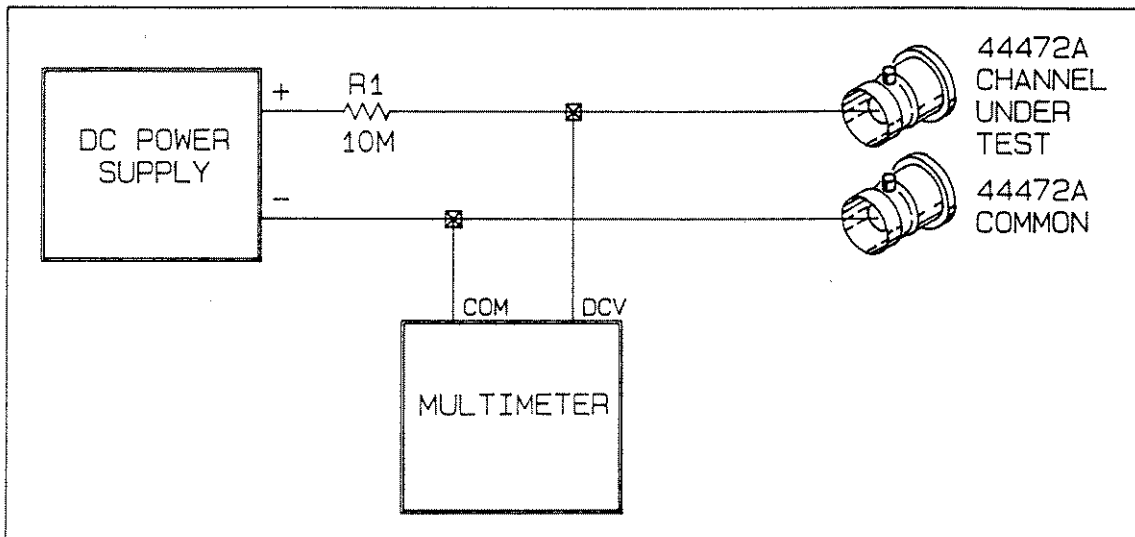 44472A
CHANNEL
UNDER
TEST
+
R1
10M
DC POWER
SUPPLY
-
44472A
COMMON
COM
DCV
MULTIMETER